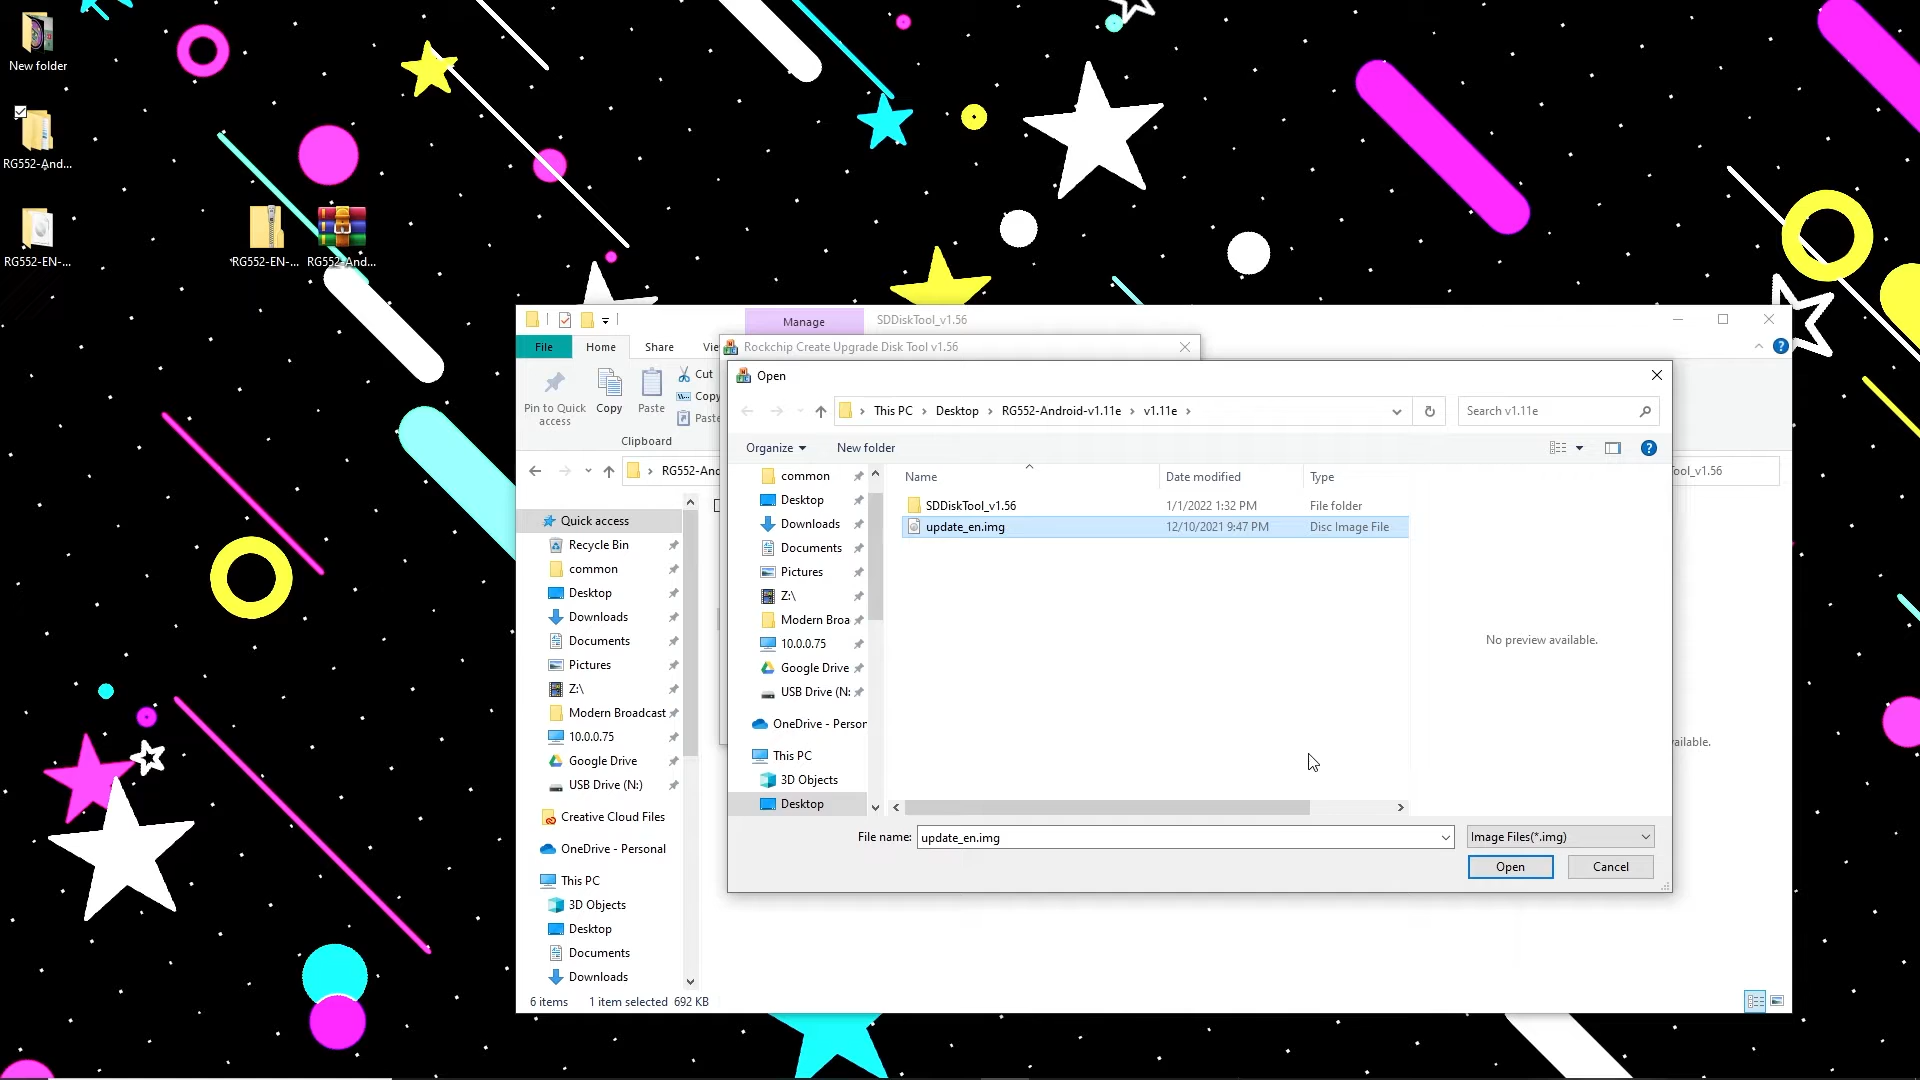 New folder
RG552-And...
RG552-EN-...
RG552-EN-...
RG552-And...
Manage
SDDiskTool_v1.56
File
Home
Share
Vie
Pin to Quick access
Copy
Paste
Cut
Copy
Paste
Clipboard
RG552-And
ool_v1.56
Quick access
Recycle Bin
common
Desktop
Downloads
Documents
Pictures
Z:\
Modern Broadcast
10.0.0.75
Google Drive
USB Drive (N:)
Creative Cloud Files
OneDrive - Personal
This PC
3D Objects
Desktop
Documents
Downloads
6 items
1 item selected 692 KB
Rockchip Create Upgrade Disk Tool v1.56
Open
This PC
Desktop
RG552-Android-v1.11e
v1.11e
Search v1.11e
Organize
New folder
common
Desktop
Downloads
Documents
Pictures
Z:\
Modern Broa
10.0.0.75
Google Drive
USB Drive (N:
OneDrive - Person
This PC
3D Objects
Desktop
Name
Date modified
Type
SDDiskTool_v1.56
1/1/2022 1:32 PM
File folder
update_en.img
12/10/2021 9:47 PM
Disc Image File
No preview available.
ailable.
File name:
update_en.img
Image Files(*.img)
Open
Cancel